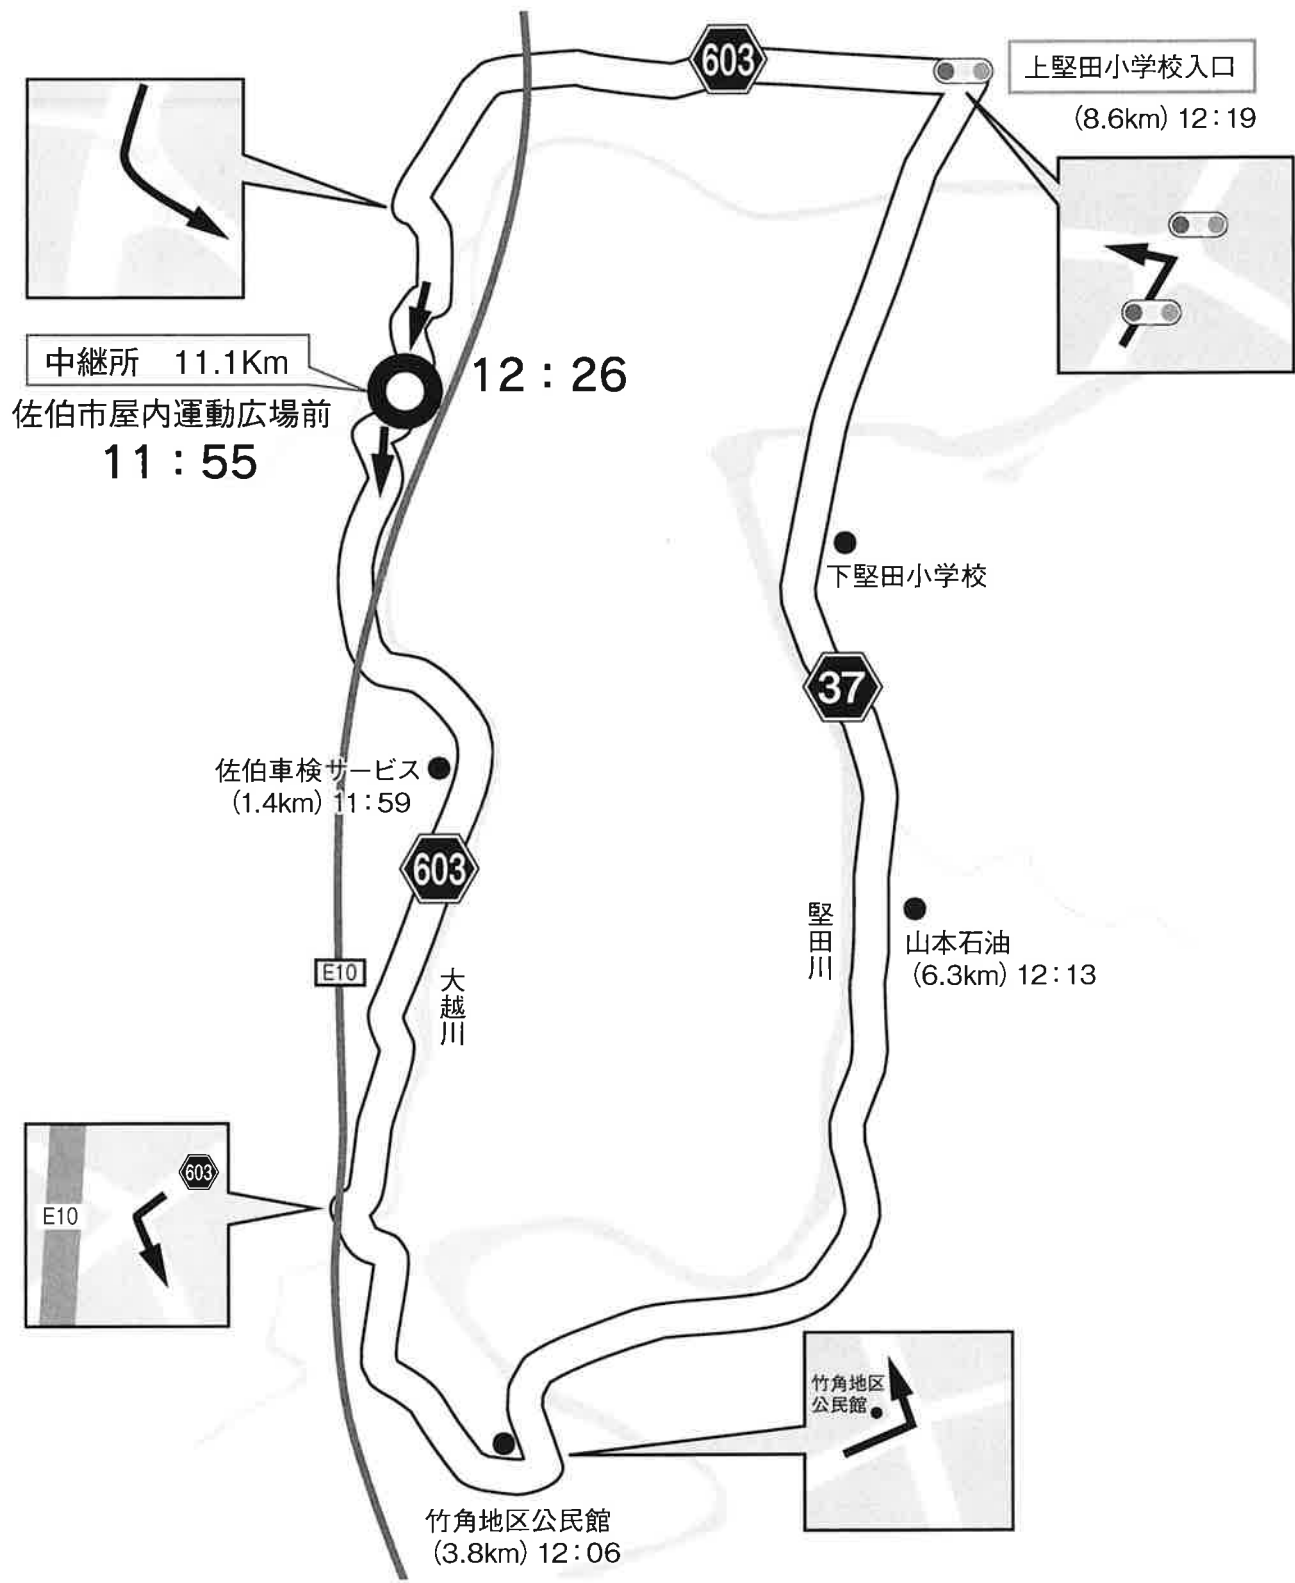 603
上堅田小学校入口
(8.6km) 12：19
中継所　11.1Km
12：26
佐伯市屋内運動広場前
11：55
下堅田小学校
37
佐伯車検サービス
(1.4km) 11：59
603
堅田川
山本石油
(6.3km) 12：13
E10
大越川
603
E10
竹角地区
公民館
竹角地区公民館
(3.8km) 12：06